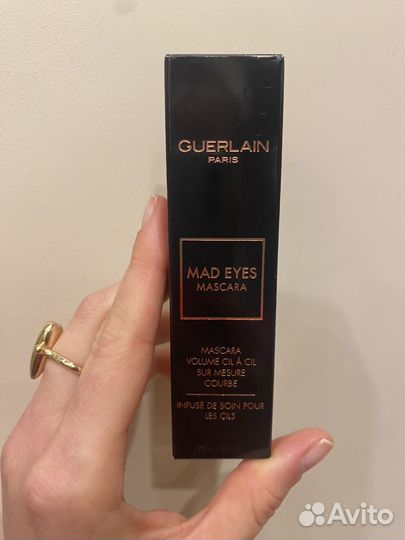 GUERLAIN
PARIS
MAD EYES
MASCARA
MASCARA
VOLUME CIL À CIL
SUR MESURE
COURBE
INFUSÉ DE SOIN POUR
LES CILS
Avito